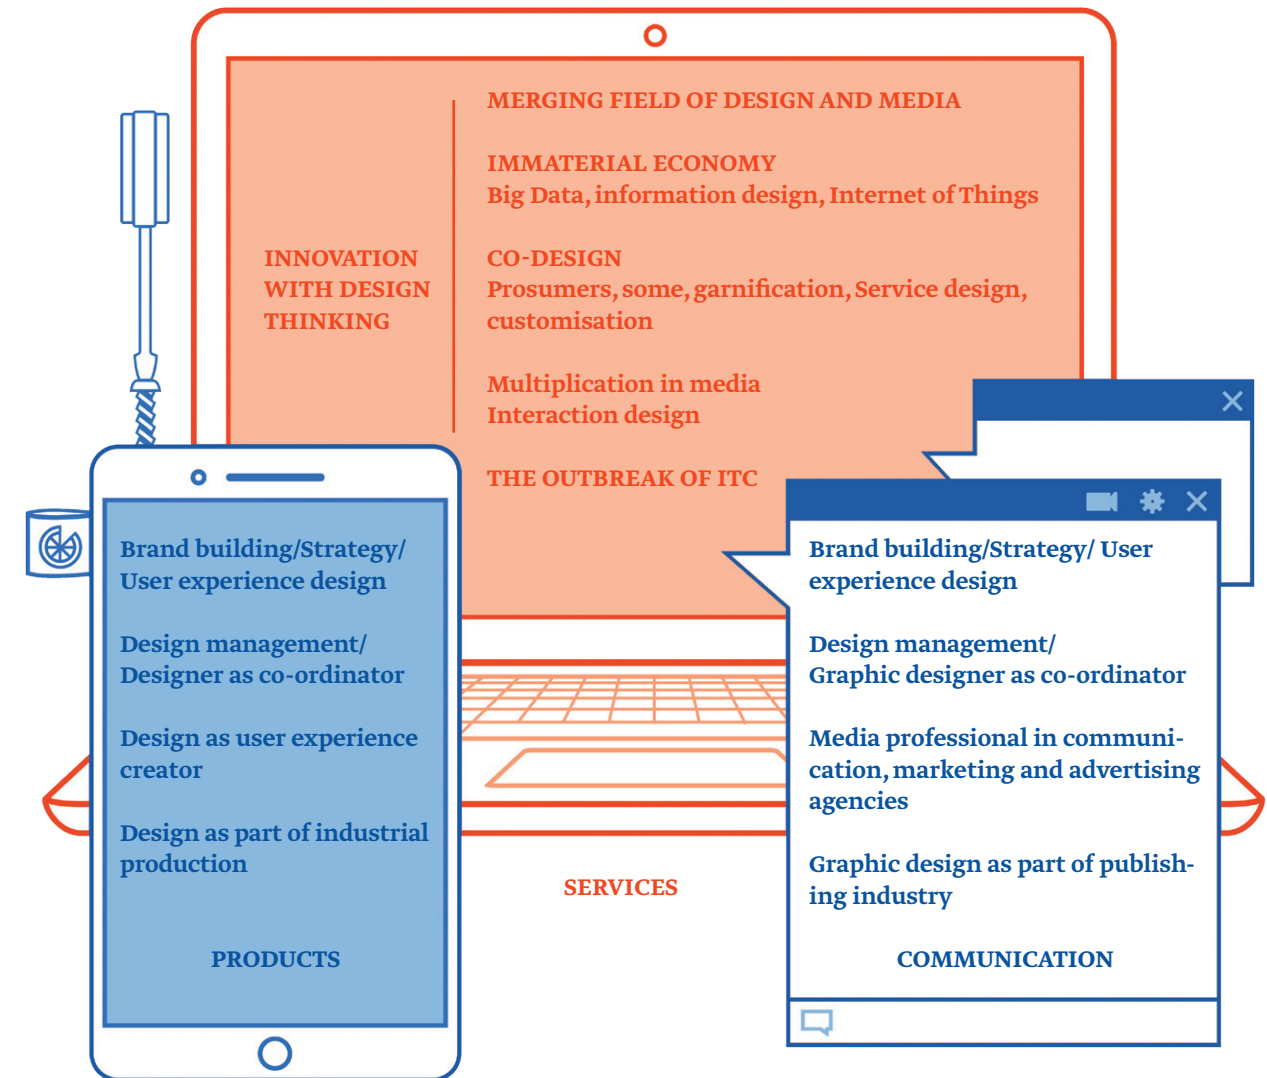 MERGING FIELD OF DESIGN AND MEDIA
IMMATERIAL ECONOMY
Big Data, information design, Internet of Things
INNOVATION
WITH DESIGN
THINKING
CO-DESIGN
Prosumers, some, garnification, Service design,
customisation
Multiplication in media
Interaction design
THE OUTBREAK OF ITC
Brand building/Strategy/
User experience design
Design management/
Designer as co-ordinator
Design as user experience
creator
Design as part of industrial
production
PRODUCTS
SERVICES
Brand building/Strategy/ User
experience design
Design management/
Graphic designer as co-ordinator
Media professional in communi-
cation, marketing and advertising
agencies
Graphic design as part of publish-
ing industry
COMMUNICATION